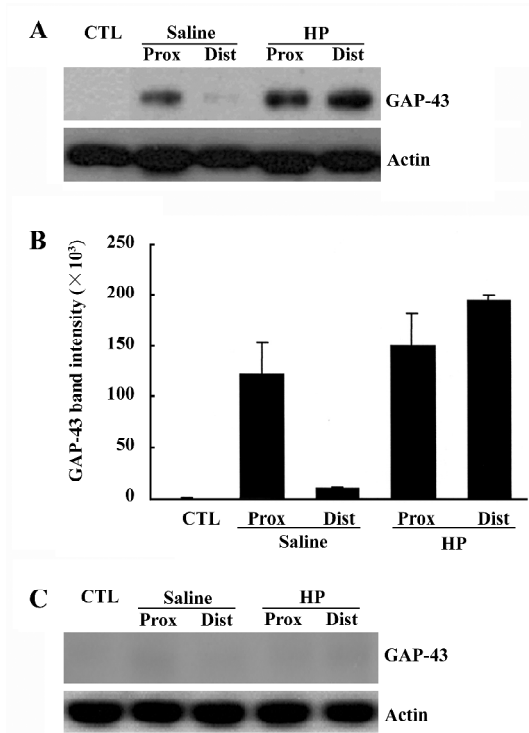 A
CTL Saline HP
Prox Dist Prox Dist
GAP-43
Actin
B
GAP-43 band intensity (×10³)
250
200
150
100
50
0
CTL Prox Dist Prox Dist
Saline HP
C
CTL Saline HP
Prox Dist Prox Dist
GAP-43
Actin